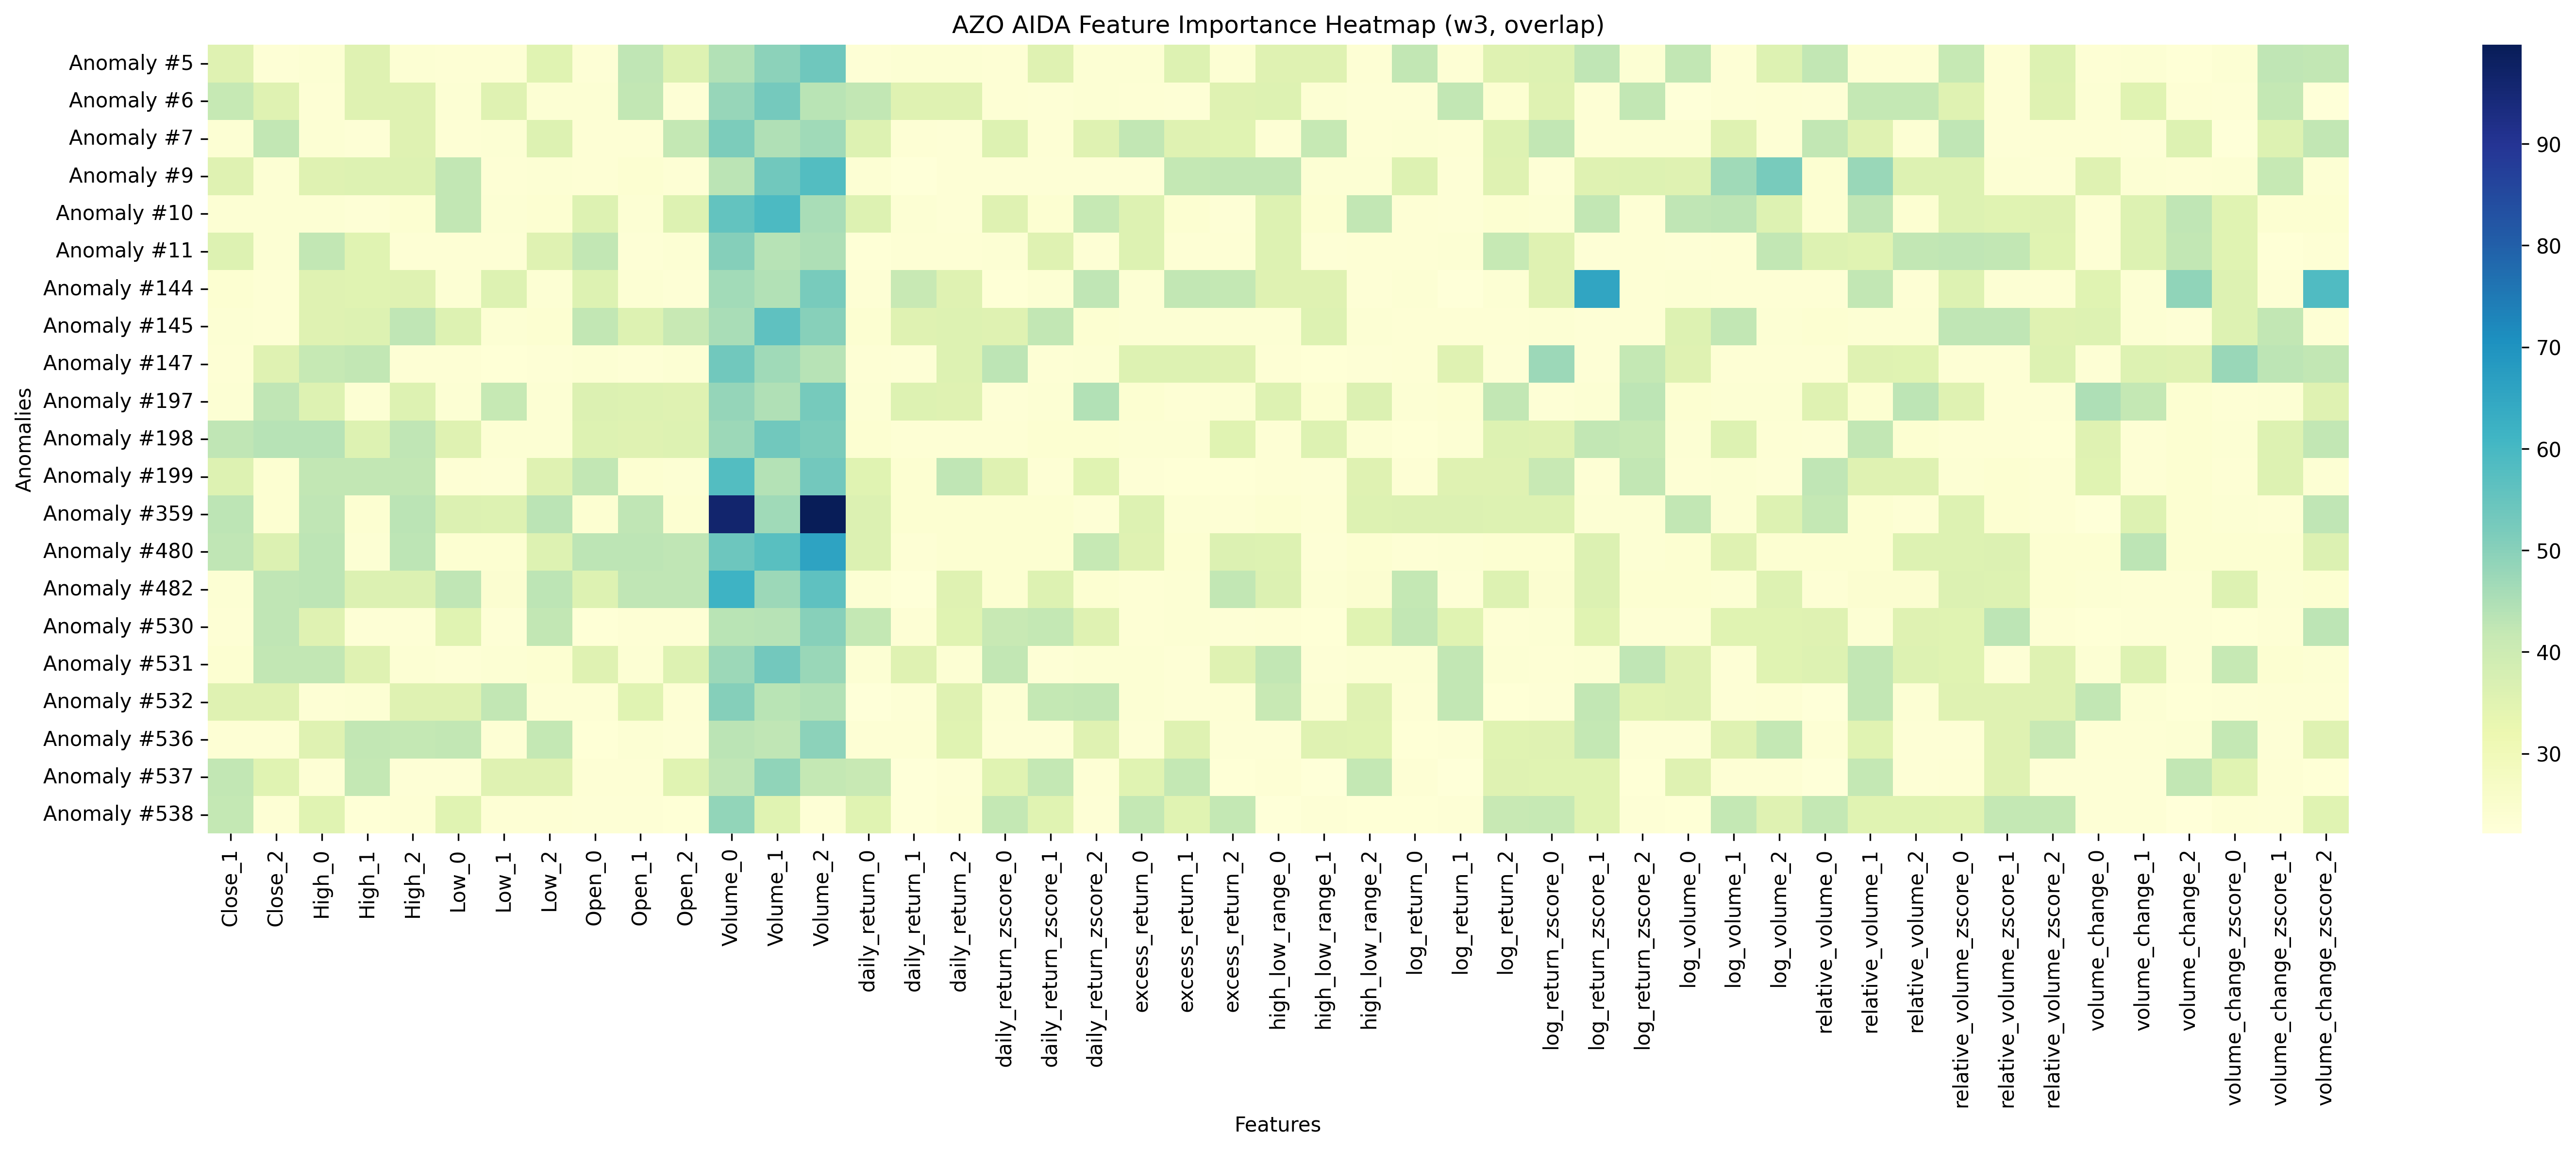 AZO AIDA Feature Importance Heatmap (w3, overlap)
Anomalies
Anomaly #5
Anomaly #6
Anomaly #7
Anomaly #9
Anomaly #10
Anomaly #11
Anomaly #144
Anomaly #145
Anomaly #147
Anomaly #197
Anomaly #198
Anomaly #199
Anomaly #359
Anomaly #480
Anomaly #482
Anomaly #530
Anomaly #531
Anomaly #532
Anomaly #536
Anomaly #537
Anomaly #538
90
80
70
60
50
40
30
Close_1
Close_2
High_0
High_1
High_2
Low_0
Low_1
Low_2
Open_0
Open_1
Open_2
Volume_0
Volume_1
Volume_2
daily_return_0
daily_return_1
daily_return_2
daily_return_zscore_0
daily_return_zscore_1
daily_return_zscore_2
excess_return_0
excess_return_1
excess_return_2
high_low_range_0
high_low_range_1
high_low_range_2
log_return_0
log_return_1
log_return_2
log_return_zscore_0
log_return_zscore_1
log_return_zscore_2
log_volume_0
log_volume_1
log_volume_2
relative_volume_0
relative_volume_1
relative_volume_2
relative_volume_zscore_0
relative_volume_zscore_1
relative_volume_zscore_2
volume_change_0
volume_change_1
volume_change_2
volume_change_zscore_0
volume_change_zscore_1
volume_change_zscore_2
Features